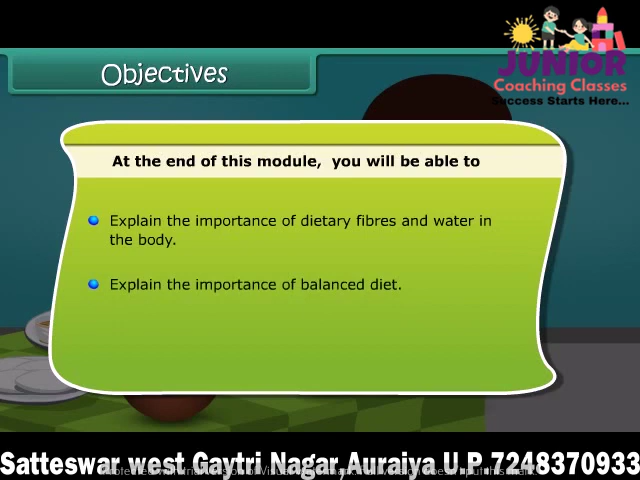 Objectives
JUNIOR
Coaching Classes
Success Starts Here...
At the end of this module, you will be able to
Explain the importance of dietary fibres and water in
the body.
Explain the importance of balanced diet.
Satteswar west Gaytri Nagar,Auraiya U.P 7248370933